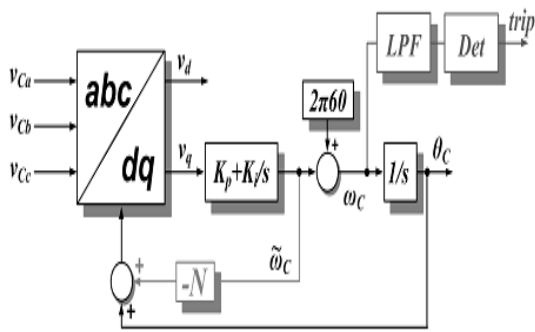 LPF
Det
trip
v_Ca
v_Cb
v_Cc
abc
dq
v_d
v_q
2π60
K_p+K_i/s
+
ω_C
1/s
θ_C
ω̃_C
-N
+
+